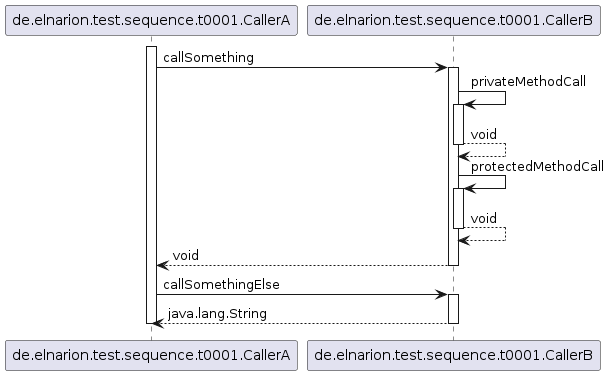 de.elnarion.test.sequence.t0001.CallerA
de.elnarion.test.sequence.t0001.CallerB
callSomething
privateMethodCall
void
protectedMethodCall
void
void
callSomethingElse
java.lang.String
de.elnarion.test.sequence.t0001.CallerA
de.elnarion.test.sequence.t0001.CallerB